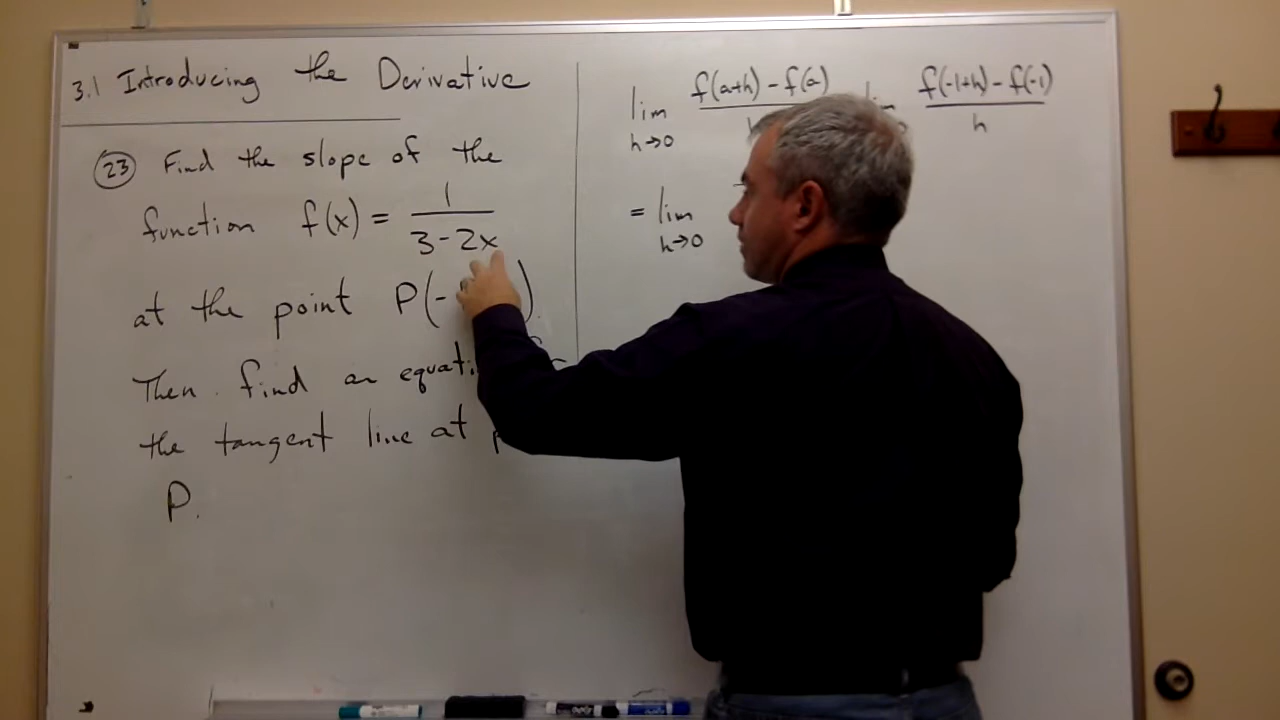 3.1 Introducing the Derivative
23 Find the slope of the
function f(x) = 1/(3-2x)
at the point P(-
Then find an
the tangent line at
P.
lim h→0 f(a+h) - f(a) f(-1+h) - f(-1)/h
= lim h→0